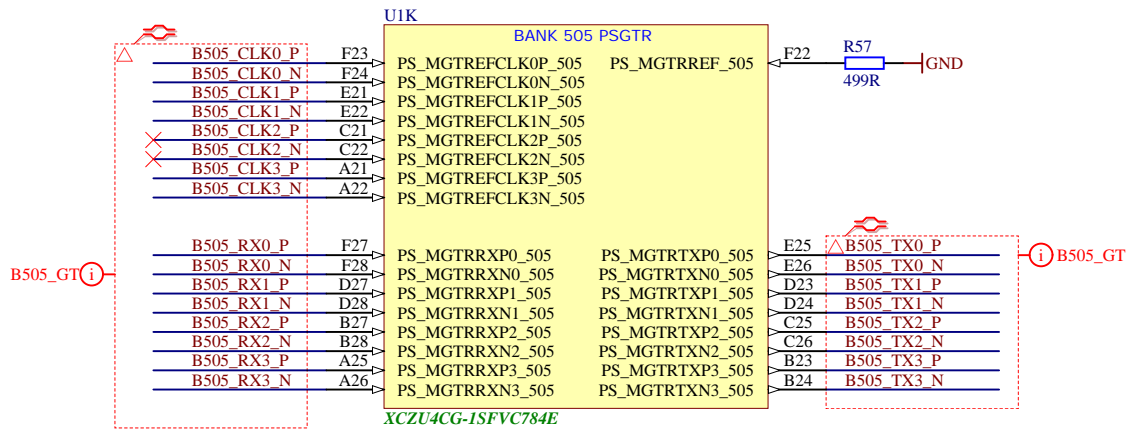 U1K
BANK 505 PSGTR
B505_CLK0_P F23 PS_MGTREFCLK0P_505 PS_MGTRREF_505 F22 R57 499R GND
B505_CLK0_N F24 PS_MGTREFCLK0N_505
B505_CLK1_P E21 PS_MGTREFCLK1P_505
B505_CLK1_N E22 PS_MGTREFCLK1N_505
B505_CLK2_P C21 PS_MGTREFCLK2P_505
B505_CLK2_N C22 PS_MGTREFCLK2N_505
B505_CLK3_P A21 PS_MGTREFCLK3P_505
B505_CLK3_N A22 PS_MGTREFCLK3N_505
B505_RX0_P F27 PS_MGTRRXP0_505 PS_MGTRTXP0_505 E25 B505_TX0_P
B505_GT i B505_RX0_N F28 PS_MGTRRXN0_505 PS_MGTRTXN0_505 E26 B505_TX0_N i B505_GT
B505_RX1_P D27 PS_MGTRRXP1_505 PS_MGTRTXP1_505 D23 B505_TX1_P
B505_RX1_N D28 PS_MGTRRXN1_505 PS_MGTRTXN1_505 D24 B505_TX1_N
B505_RX2_P B27 PS_MGTRRXP2_505 PS_MGTRTXP2_505 C25 B505_TX2_P
B505_RX2_N B28 PS_MGTRRXN2_505 PS_MGTRTXN2_505 C26 B505_TX2_N
B505_RX3_P A25 PS_MGTRRXP3_505 PS_MGTRTXP3_505 B23 B505_TX3_P
B505_RX3_N A26 PS_MGTRRXN3_505 PS_MGTRTXN3_505 B24 B505_TX3_N
XCZU4CG-1SFVC784E